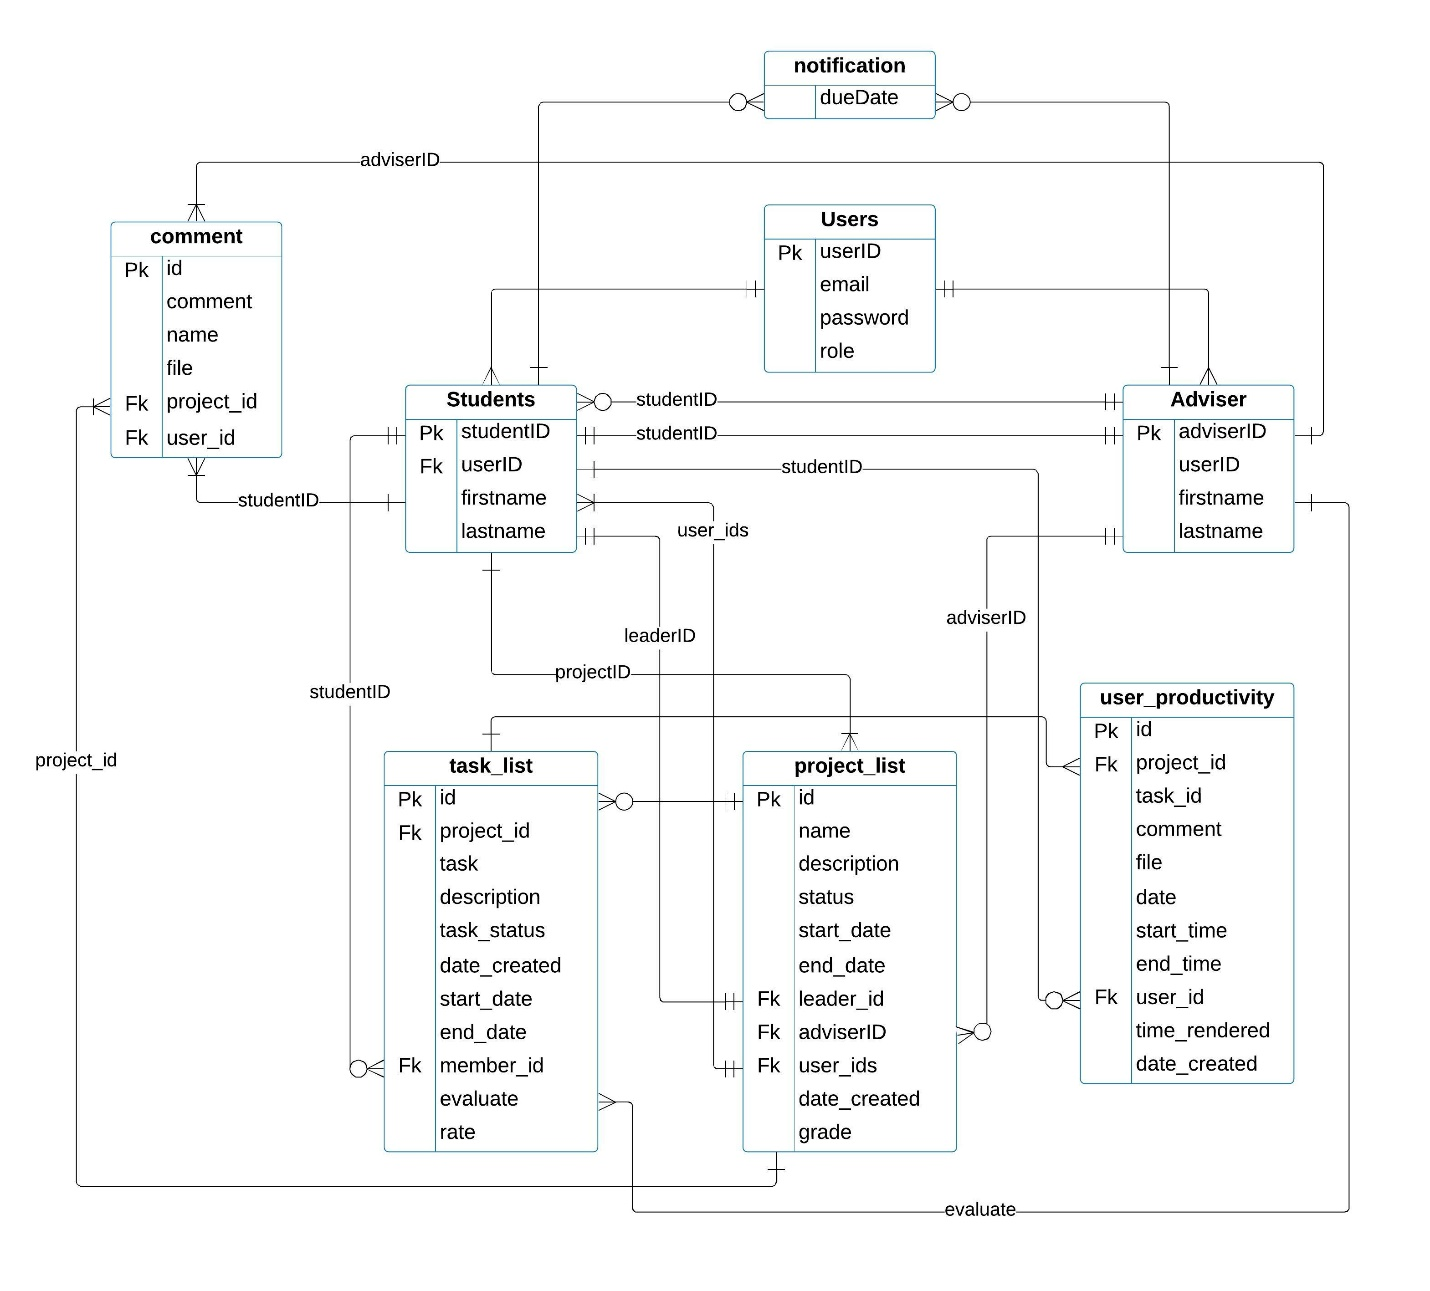 notification
dueDate
adviserID
Users
Pk userID
email
password
role
comment
Pk id
comment
name
file
Fk project_id
Fk user_id
Students
Pk studentID
Fk userID
firstname
lastname
studentID
studentID
studentID
Adviser
Pk adviserID
userID
firstname
lastname
studentID
user_ids
adviserID
leaderID
projectID
studentID
project_id
task_list
Pk id
Fk project_id
task
description
task_status
date_created
start_date
end_date
Fk member_id
evaluate
rate
project_list
Pk id
name
description
status
start_date
end_date
Fk leader_id
Fk adviserID
Fk user_ids
date_created
grade
user_productivity
Pk id
Fk project_id
task_id
comment
file
date
start_time
end_time
Fk user_id
time_rendered
date_created
evaluate